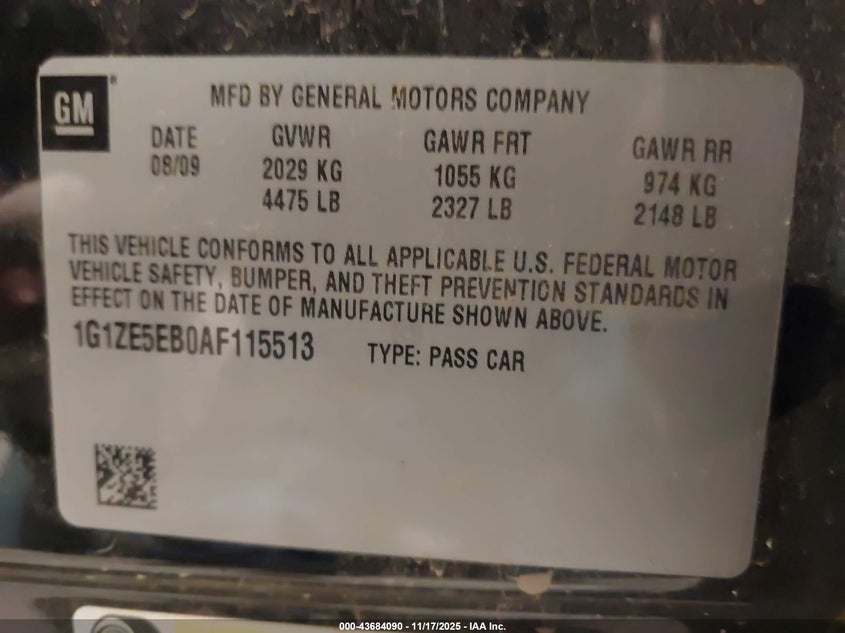 GM®
MFD BY GENERAL MOTORS COMPANY
DATE GVWR GAWR FRT GAWR RR
08/09 2029 KG 1055 KG 974 KG
4475 LB 2327 LB 2148 LB
THIS VEHICLE CONFORMS TO ALL APPLICABLE U.S. FEDERAL MOTOR
VEHICLE SAFETY, BUMPER, AND THEFT PREVENTION STANDARDS IN
EFFECT ON THE DATE OF MANUFACTURE SHOWN ABOVE.
1G1ZE5EB0AF115513 TYPE: PASS CAR
000-43684090 - 11/17/2025 - IAA Inc.